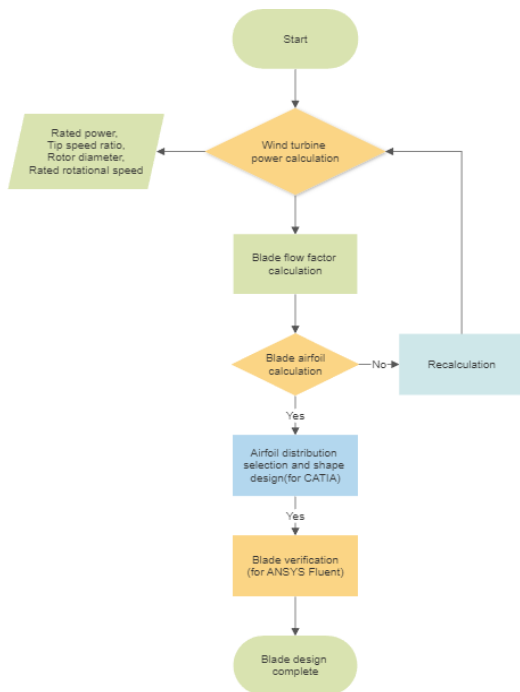 Start
Rated power,
Tip speed ratio,
Rotor diameter,
Rated rotational speed
Wind turbine
power calculation
Blade flow factor
calculation
Blade airfoil
calculation
No
Recalculation
Yes
Airfoil distribution
selection and shape
design(for CATIA)
Yes
Blade verification
(for ANSYS Fluent)
Blade design
complete